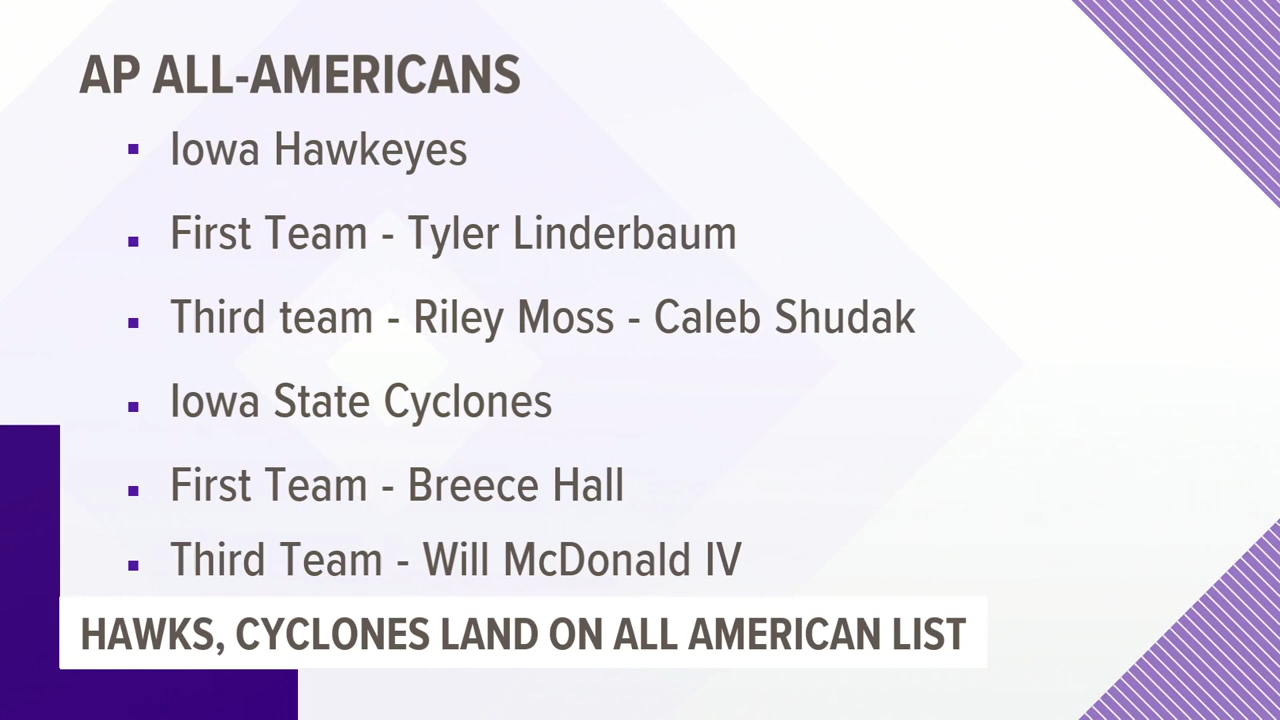 AP ALL-AMERICANS
▪ Iowa Hawkeyes
▪ First Team - Tyler Linderbaum
▪ Third team - Riley Moss - Caleb Shudak
▪ Iowa State Cyclones
▪ First Team - Breece Hall
▪ Third Team - Will McDonald IV
HAWKS, CYCLONES LAND ON ALL AMERICAN LIST